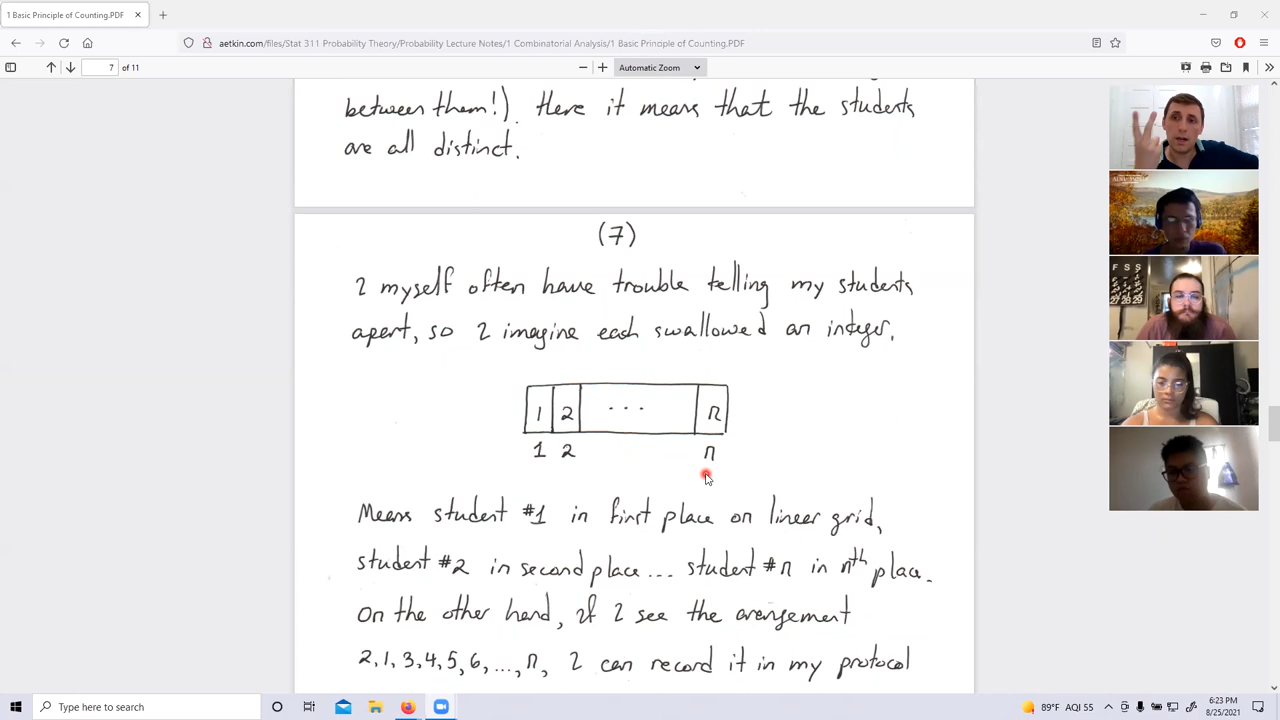 1 Basic Principle of Counting.PDF
aetkin.com/files/Stat 311 Probability Theory/Probability Lecture Notes/1 Combinatorial Analysis/1 Basic Principle of Counting.PDF
7 of 11
Automatic Zoom
between them!). Here it means that the students
are all distinct.
(7)
I myself often have trouble telling my students
apart, so I imagine each swallowed an integer.
1 2 ... n
1 2 n
Means student #1 in first place on linear grid,
student #2 in second place... student #n in nth place.
On the other hand, if I see the arengement
2, 1, 3, 4, 5, 6, ..., n, I can record it in my protocol
F S S
Type here to search
89°F AQI 55
6:23 PM
8/25/2021